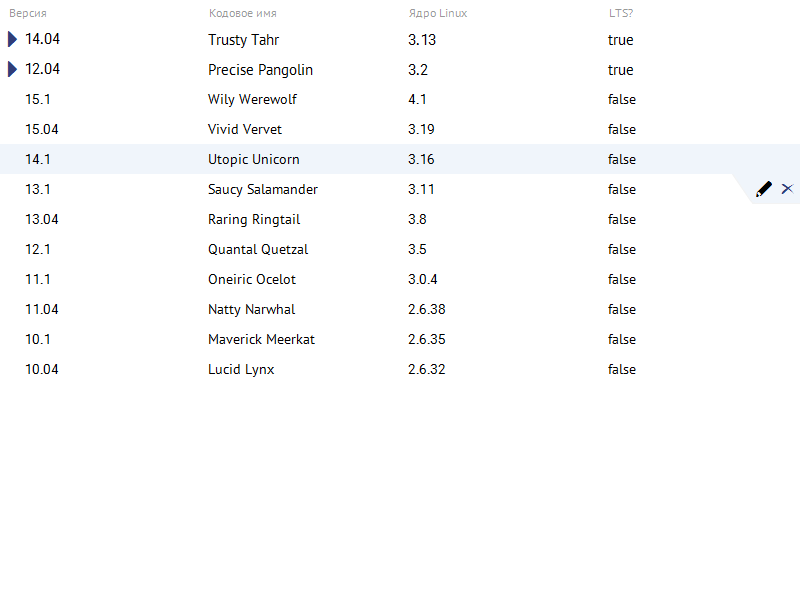 Версия Кодовое имя Ядро Linux LTS?
14.04 Trusty Tahr 3.13 true
12.04 Precise Pangolin 3.2 true
15.1 Wily Werewolf 4.1 false
15.04 Vivid Vervet 3.19 false
14.1 Utopic Unicorn 3.16 false
13.1 Saucy Salamander 3.11 false
13.04 Raring Ringtail 3.8 false
12.1 Quantal Quetzal 3.5 false
11.1 Oneiric Ocelot 3.0.4 false
11.04 Natty Narwhal 2.6.38 false
10.1 Maverick Meerkat 2.6.35 false
10.04 Lucid Lynx 2.6.32 false